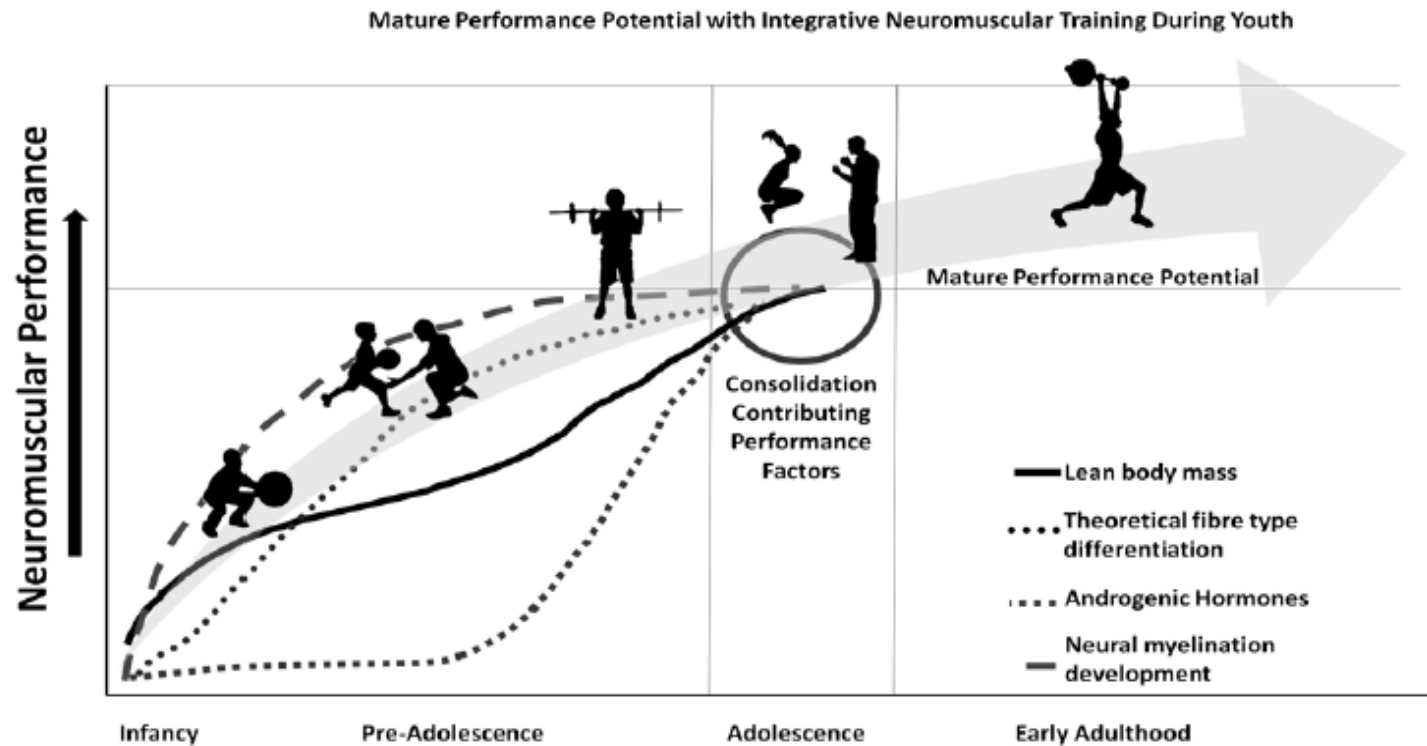 Mature Performance Potential with Integrative Neuromuscular Training During Youth
Neuromuscular Performance
Mature Performance Potential
Consolidation
Contributing
Performance
Factors
Lean body mass
Theoretical fibre type
differentiation
Androgenic Hormones
Neural myelination
development
Infancy
Pre-Adolescence
Adolescence
Early Adulthood